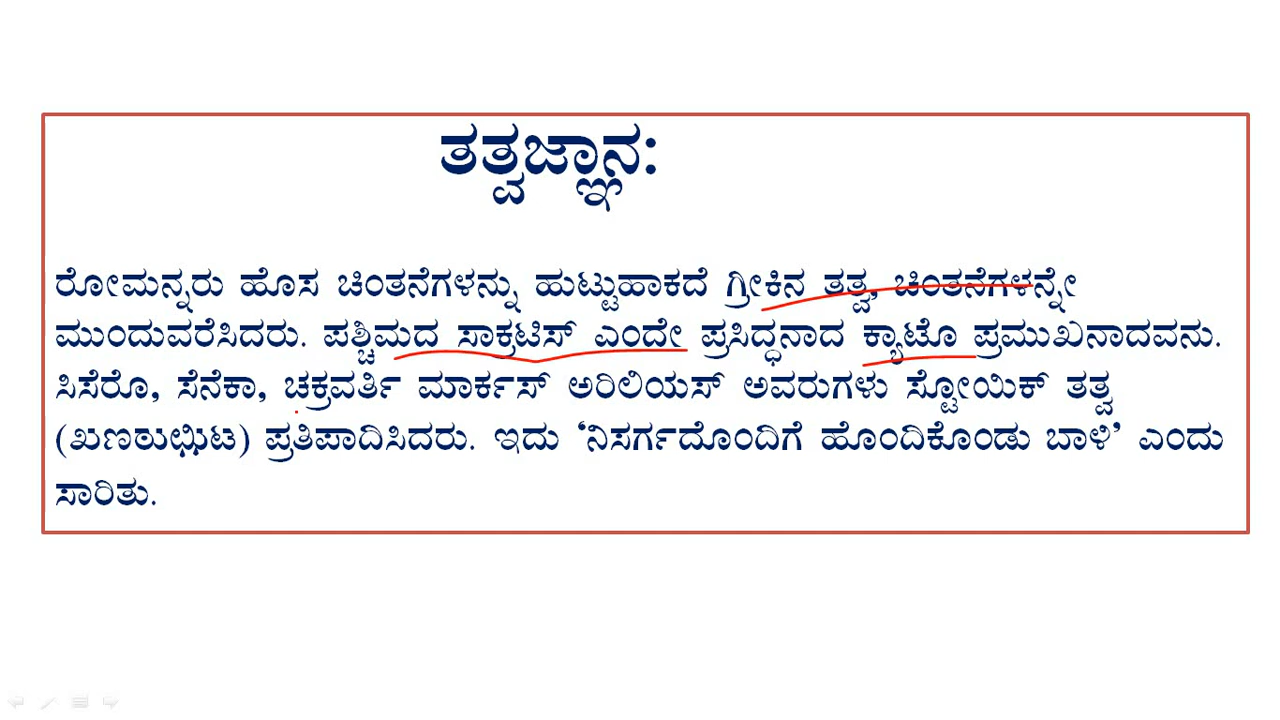 ತತ್ವಜ್ಞಾನ:
ರೋಮನ್ನರು ಹೊಸ ಚಿಂತನೆಗಳನ್ನು ಹುಟ್ಟುಹಾಕದೆ ಗ್ರೀಕಿನ ತತ್ವ, ಚಿಂತನೆಗಳನ್ನೇ
ಮುಂದುವರೆಸಿದರು. ಪಶ್ಚಿಮದ ಸಾಕ್ರಟಿಸ್ ಎಂದೇ ಪ್ರಸಿದ್ಧನಾದ ಕ್ಯಾಟೊ ಪ್ರಮುಖನಾದವನು.
ಸಿಸೆರೊ, ಸೆನೆಕಾ, ಚಕ್ರವರ್ತಿ ಮಾರ್ಕಸ್ ಅರಿಲಿಯಸ್ ಅವರುಗಳು ಸ್ಟೋಯಿಕ್ ತತ್ವ
(ಖಣಠುಛಿಟ) ಪ್ರತಿಪಾದಿಸಿದರು. ಇದು ‘ನಿಸರ್ಗದೊಂದಿಗೆ ಹೊಂದಿಕೊಂಡು ಬಾಳಿ’ ಎಂದು
ಸಾರಿತು.